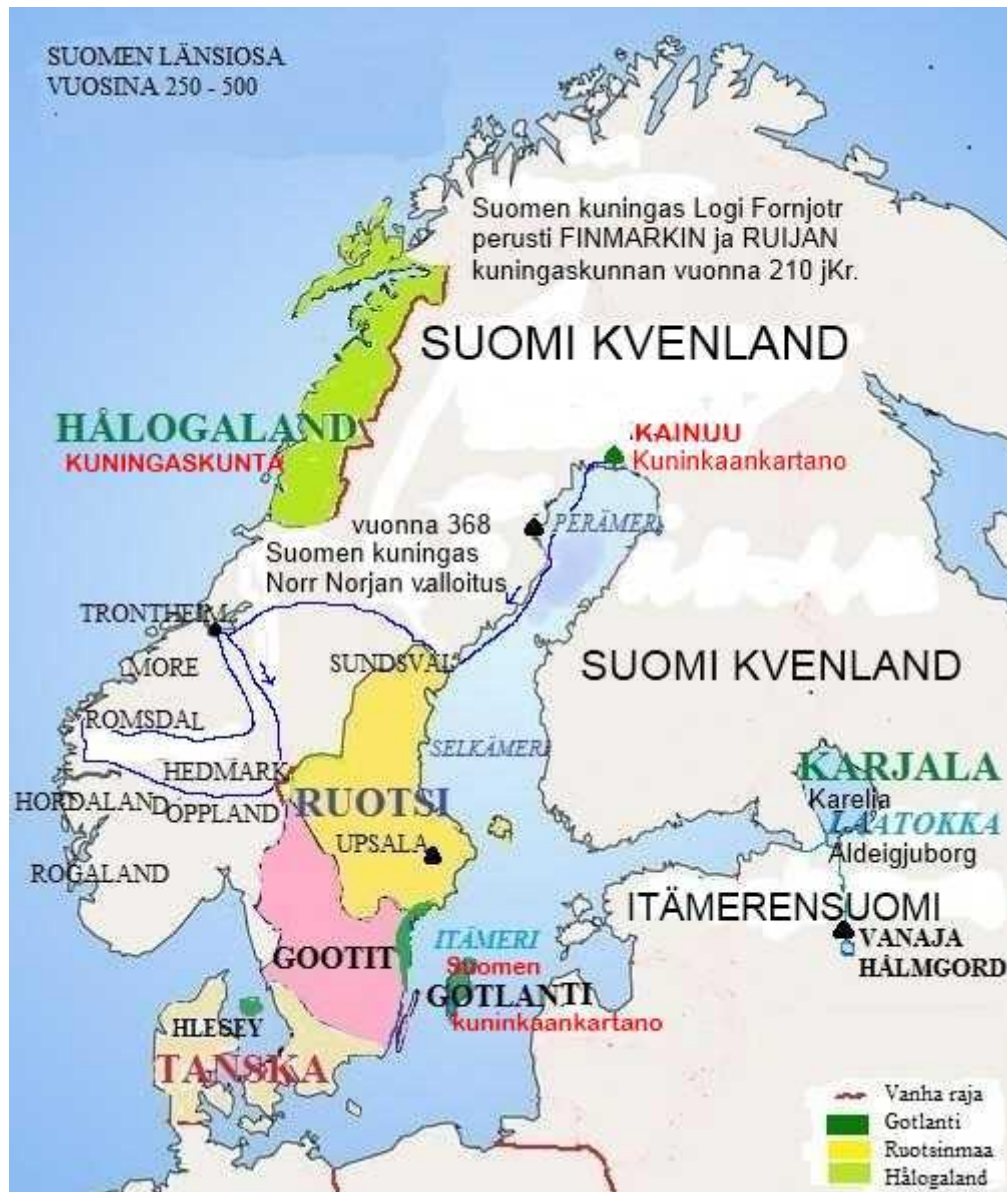 SUOMEN LÄNSIOSA
VUOSINA 250 - 500
Suomen kuningas Logi Fornjotr
perusti FINMARKIN ja RUIJAN
kuningaskunnan vuonna 210 jKr.
SUOMI KVENLAND
HÅLOGALAND
KUNINGASKUNTA
KAINUU
Kuninkaankartano
vuonna 368
Suomen kuningas
Norr Norjan v.alloitus
PERÄMERI
TRONTHEIM
MORE
SUNDSVAL
SUOMI KVENLAND
ROMSDAL
SELKÄMERI
HEDMARK
HORDALAND
OPPLAND
RUOTSI
KARJALA
Karelia
LAATOKKA
UPSALA
Aldeigjuborg
ROGALAND
ITÄMERENSUOMI
VANAJA
HÅLMGORD
GOOTIT
ITÄMERI
Suomen
GOTLANTI
kuninkaankartano
HLESEY
TANSKA
Vanha raja
Gotlanti
Ruotsinmaa
Hålogaland